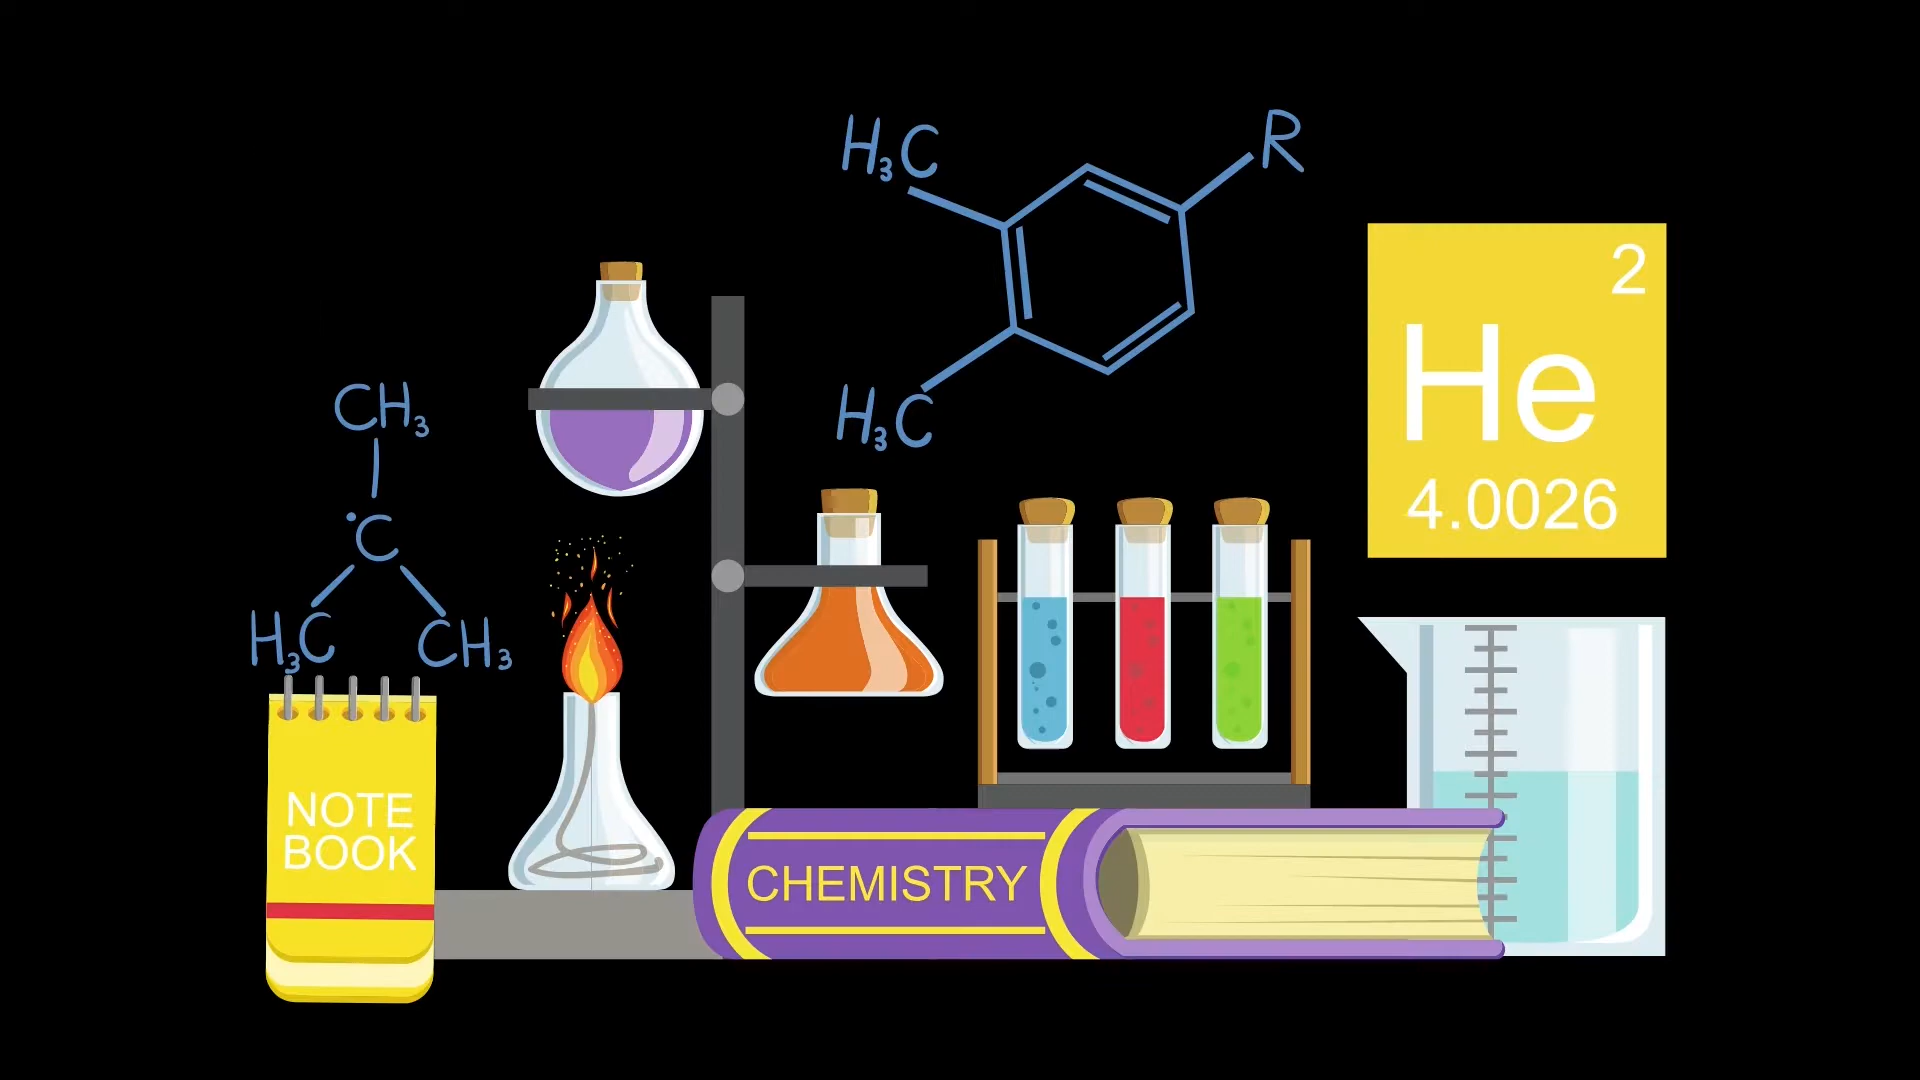 H₃C
R
2
He
4.0026
H₃C
CH₃
•C
H₃C
CH₃
NOTE
BOOK
CHEMISTRY